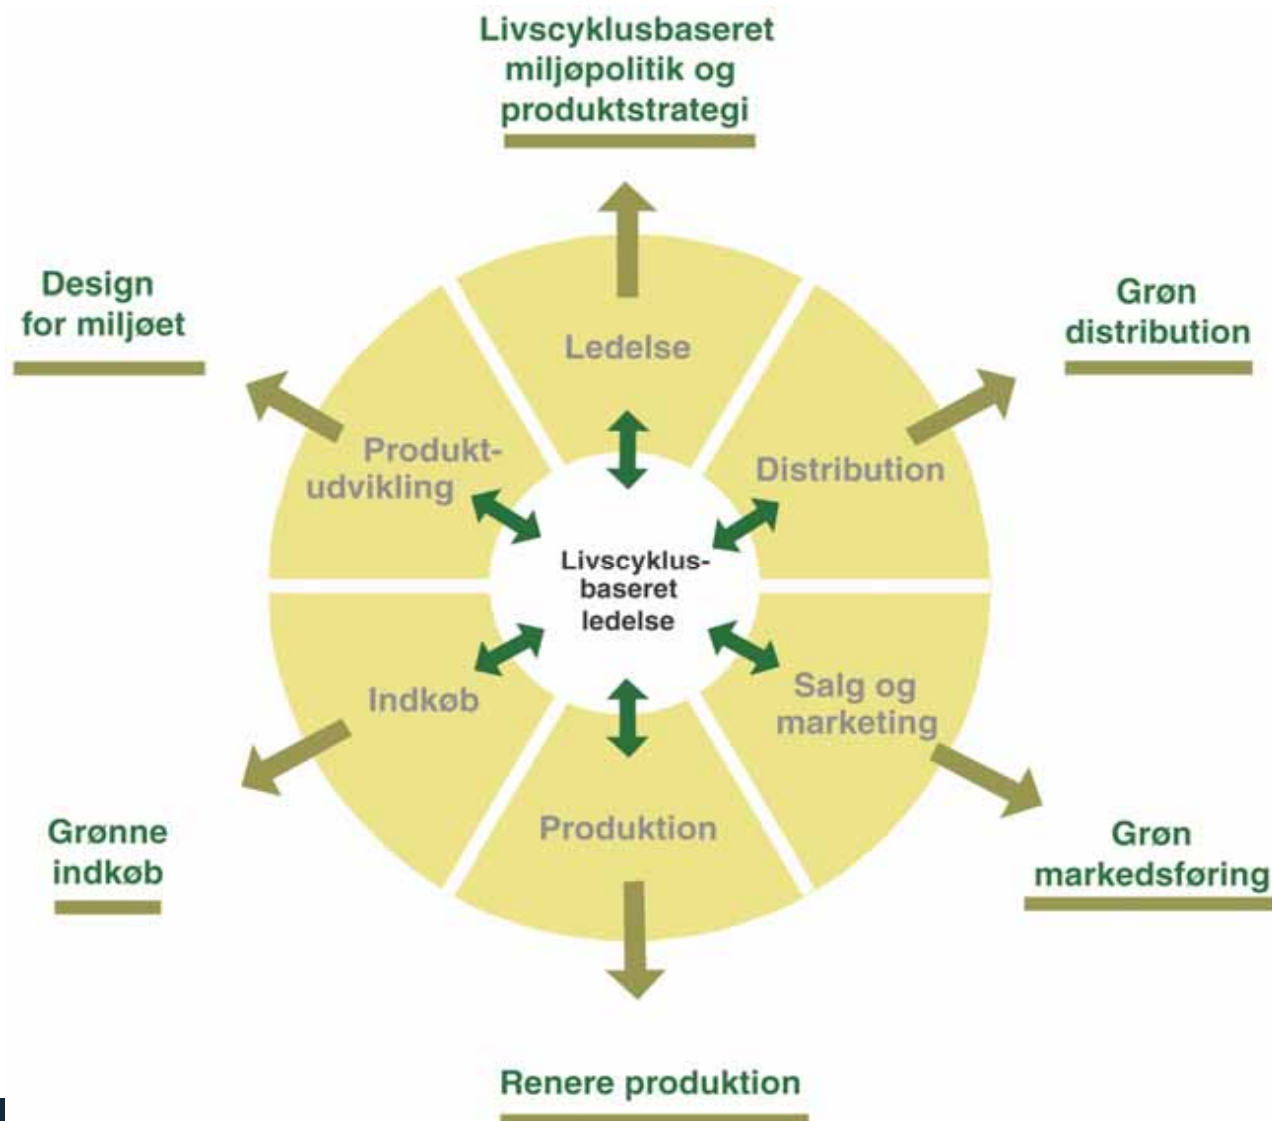 Livscyklusbaseret
miljøpolitik og
produktstrategi
Design
for miljøet
Grøn
distribution
Ledelse
Produkt-
udvikling
Distribution
Livscyklus-
baseret
ledelse
Indkøb
Salg og
marketing
Produktion
Grønne
indkøb
Grøn
markedsføring
Renere produktion